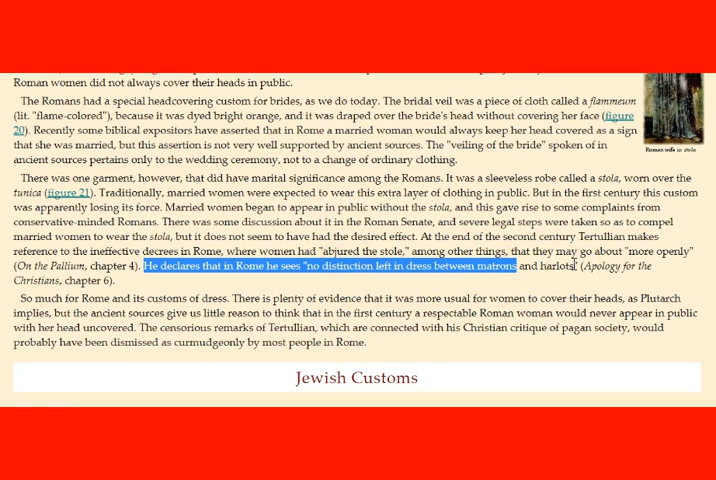 Roman women did not always cover their heads in public.
The Romans had a special headcovering custom for brides, as we do today. The bridal veil was a piece of cloth called a flammeum
(lit. "flame-colored"), because it was dyed bright orange, and it was draped over the bride's head without covering her face (figure
20). Recently some biblical expositors have asserted that in Rome a married woman would always keep her head covered as a sign
that she was married, but this assertion is not very well supported by ancient sources. The "veiling of the bride" spoken of in
ancient sources pertains only to the wedding ceremony, not to a change of ordinary clothing.
Roman wife in stola
There was one garment, however, that did have marital significance among the Romans. It was a sleeveless robe called a stola, worn over the
tunica (figure 21). Traditionally, married women were expected to wear this extra layer of clothing in public. But in the first century this custom
was apparently losing its force. Married women began to appear in public without the stola, and this gave rise to some complaints from
conservative-minded Romans. There was some discussion about it in the Roman Senate, and severe legal steps were taken so as to compel
married women to wear the stola, but it does not seem to have had the desired effect. At the end of the second century Tertullian makes
reference to the ineffective decrees in Rome, where women had "abjured the stole," among other things, that they may go about "more openly"
(On the Pallium, chapter 4). He declares that in Rome he sees "no distinction left in dress between matrons and harlots" (Apology for the
Christians, chapter 6).
So much for Rome and its customs of dress. There is plenty of evidence that it was more usual for women to cover their heads, as Plutarch
implies, but the ancient sources give us little reason to think that in the first century a respectable Roman woman would never appear in public
with her head uncovered. The censorious remarks of Tertullian, which are connected with his Christian critique of pagan society, would
probably have been dismissed as curmudgeonly by most people in Rome.
Jewish Customs